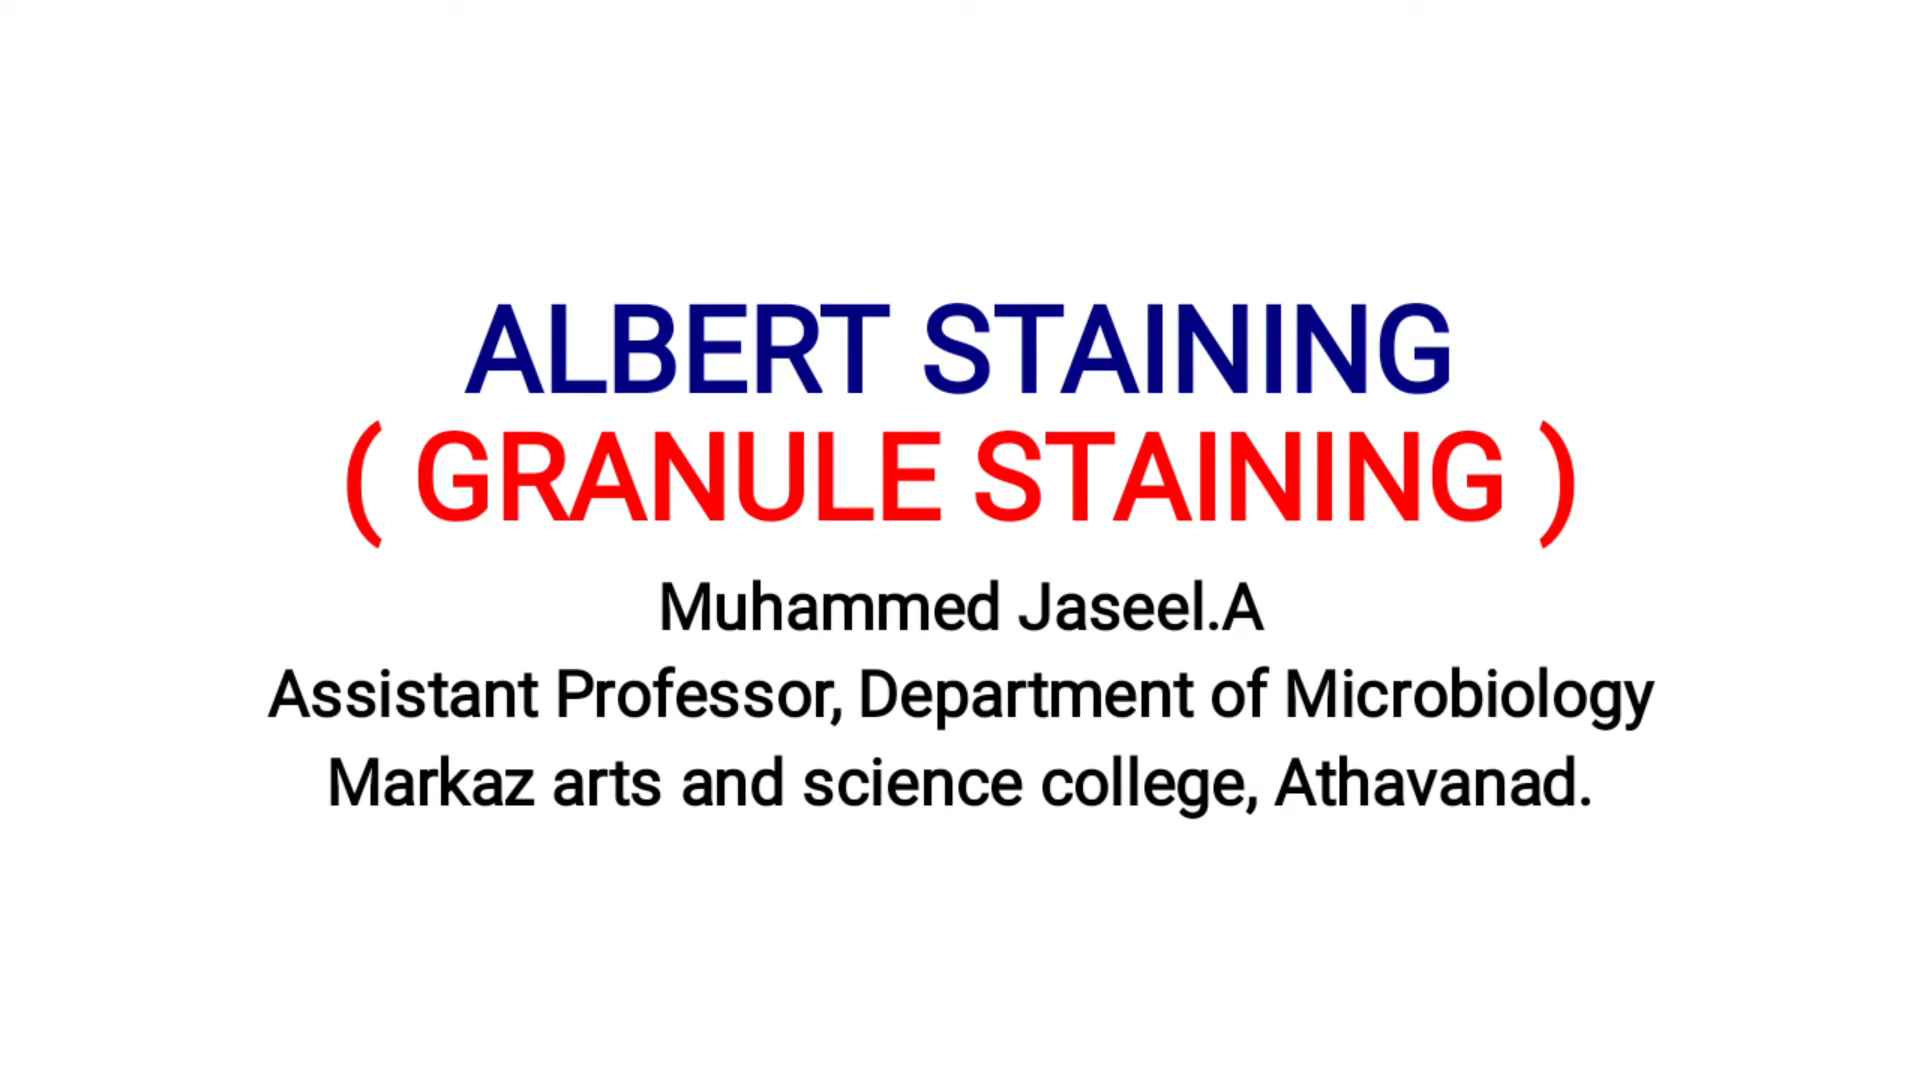 ALBERT STAINING
( GRANULE STAINING )
Muhammed Jaseel.A
Assistant Professor, Department of Microbiology
Markaz arts and science college, Athavanad.